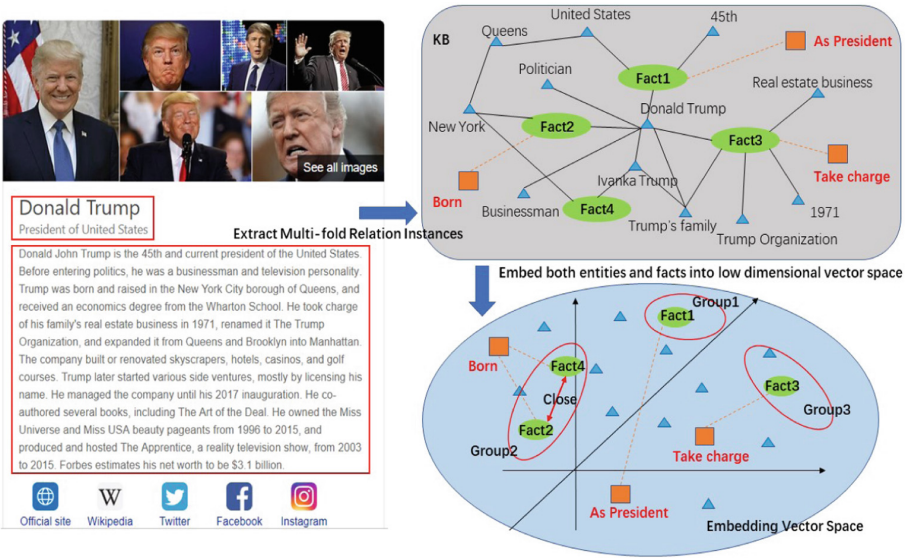 See all images
Donald Trump
President of United States
Donald John Trump is the 45th and current president of the United States.
Before entering politics, he was a businessman and television personality.
Trump was born and raised in the New York City borough of Queens, and
received an economics degree from the Wharton School. He took charge
of his family's real estate business in 1971, renamed it The Trump
Organization, and expanded it from Queens and Brooklyn into Manhattan.
The company built or renovated skyscrapers, hotels, casinos, and golf
courses. Trump later started various side ventures, mostly by licensing his
name. He managed the company until his 2017 inauguration. He co-
authored several books, including The Art of the Deal. He owned the Miss
Universe and Miss USA beauty pageants from 1996 to 2015, and
produced and hosted The Apprentice, a reality television show, from 2003
to 2015. Forbes estimates his net worth to be $3.1 billion.
W
Official site
Wikipedia
Twitter
Facebook
Instagram
Extract Multi-fold Relation Instances
KB
United States
45th
Queens
As President
Fact1
Politician
Real estate business
Donald Trump
New York
Fact2
Fact3
Born
Ivanka Trump
Take charge
Businessman
Fact4
Trump's family
1971
Trump Organization
Embed both entities and facts into low dimensional vector space
Group1
Fact1
Born
Fact4
Close
Fact3
Fact2
Group3
Group2
Take charge
As President
Embedding Vector Space